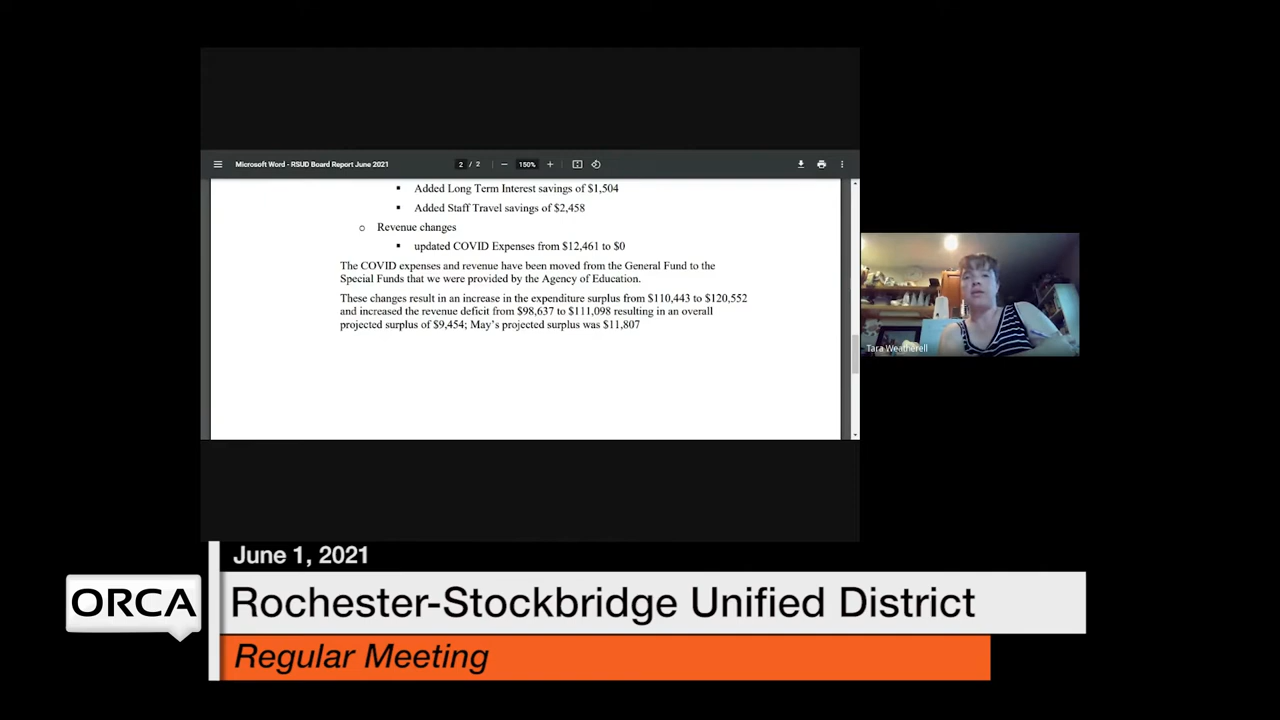 Microsoft Word - RSUD Board Report June 2021
2 / 2
150%
Added Long Term Interest savings of $1,504
Added Staff Travel savings of $2,458
Revenue changes
updated COVID Expenses from $12,461 to $0
The COVID expenses and revenue have been moved from the General Fund to the
Special Funds that we were provided by the Agency of Education.
These changes result in an increase in the expenditure surplus from $110,443 to $120,552
and increased the revenue deficit from $98,637 to $111,098 resulting in an overall
projected surplus of $9,454; May's projected surplus was $11,807
Tara Weatherell
June 1, 2021
ORCA
Rochester-Stockbridge Unified District
Regular Meeting